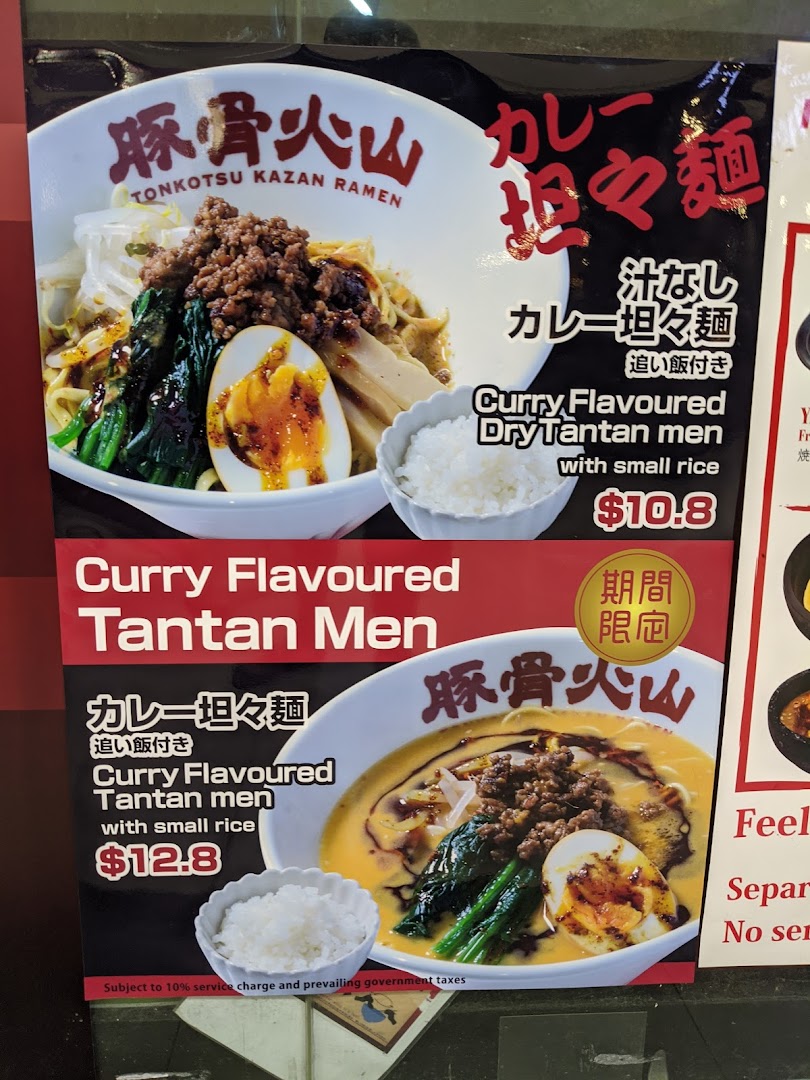 豚骨火山
TONKOTSU KAZAN RAMEN
カレー
坦々麺
汁なし
カレー坦々麺
追い飯付き
Curry Flavoured
Dry Tantan men
with small rice
$10.8
Curry Flavoured
Tantan Men
期間
限定
豚骨火山
カレー坦々麺
追い飯付き
Curry Flavoured
Tantan men
with small rice
$12.8
Subject to 10% service charge and prevailing government taxes
Y
Fr
焼
Feel
Separ
No ser